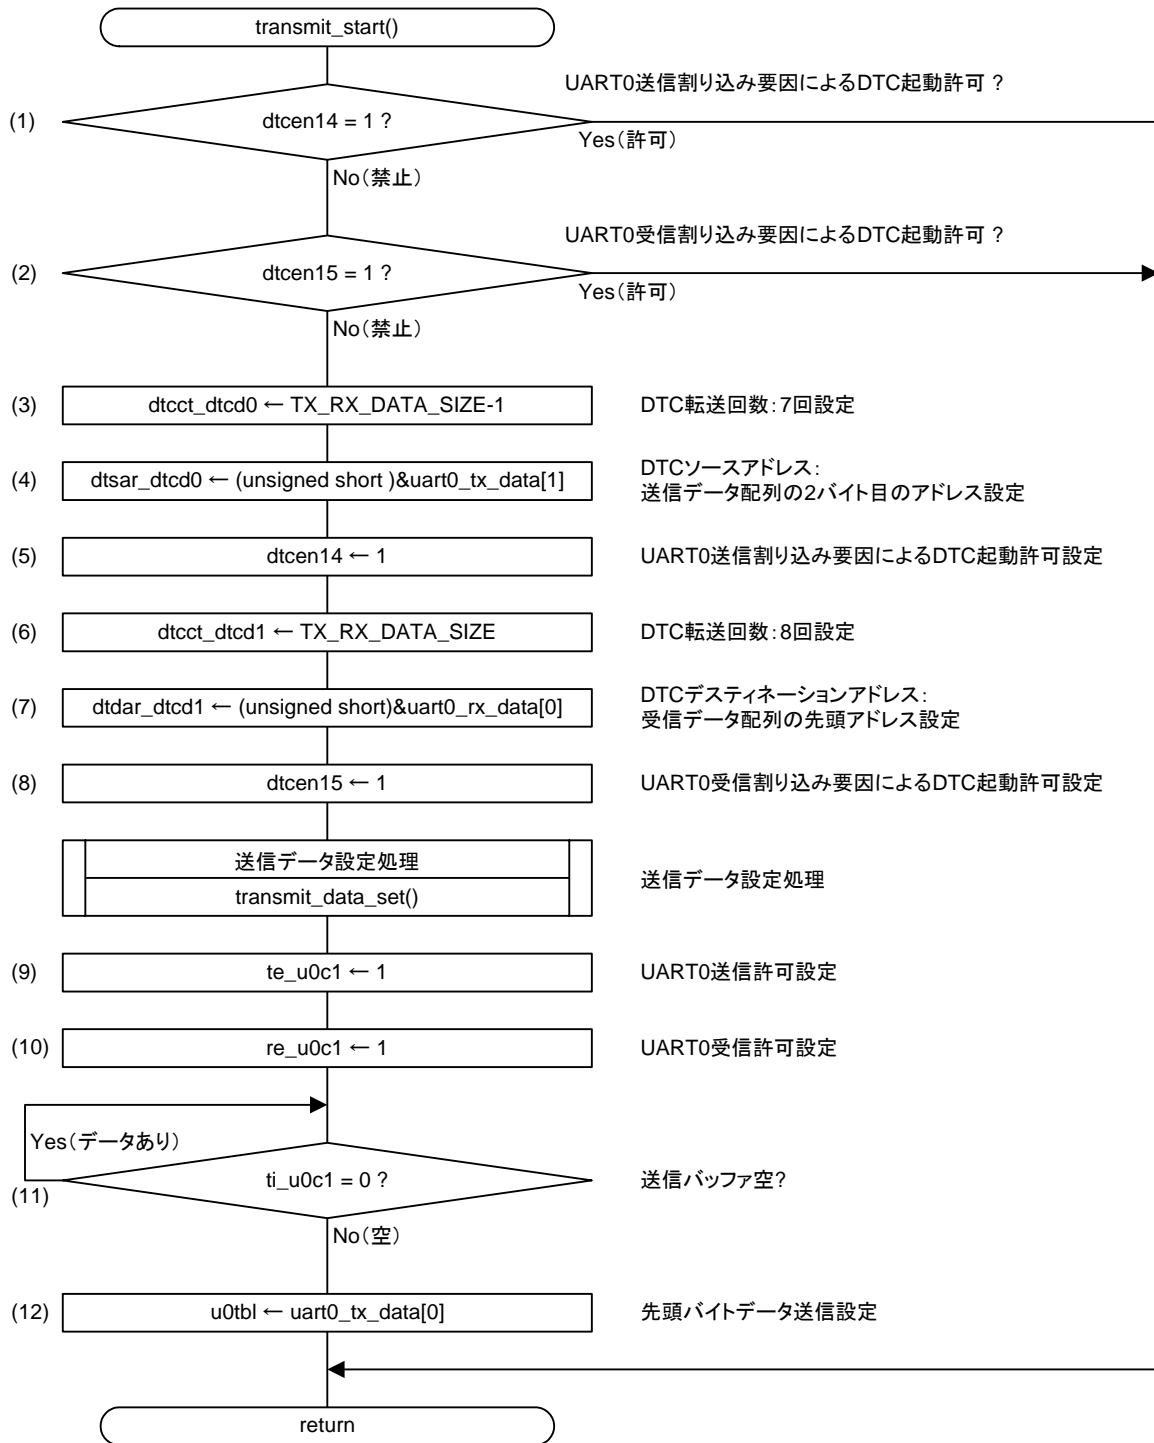 transmit_start()
UART0送信割り込み要因によるDTC起動許可 ?
(1)
dtcen14 = 1 ?
Yes(許可)
No(禁止)
UART0受信割り込み要因によるDTC起動許可 ?
(2)
dtcen15 = 1 ?
Yes(許可)
No(禁止)
(3)
dtcct_dtcd0 ← TX_RX_DATA_SIZE-1
DTC転送回数:7回設定
(4)
dtsar_dtcd0 ← (unsigned short )&uart0_tx_data[1]
DTCソースアドレス:
送信データ配列の2バイト目のアドレス設定
(5)
dtcen14 ← 1
UART0送信割り込み要因によるDTC起動許可設定
(6)
dtcct_dtcd1 ← TX_RX_DATA_SIZE
DTC転送回数:8回設定
(7)
dtdar_dtcd1 ← (unsigned short)&uart0_rx_data[0]
DTCデスティネーションアドレス:
受信データ配列の先頭アドレス設定
(8)
dtcen15 ← 1
UART0受信割り込み要因によるDTC起動許可設定
送信データ設定処理
transmit_data_set()
送信データ設定処理
(9)
te_u0c1 ← 1
UART0送信許可設定
(10)
re_u0c1 ← 1
UART0受信許可設定
Yes(データあり)
(11)
ti_u0c1 = 0 ?
送信バッファ空?
No(空)
(12)
u0tbl ← uart0_tx_data[0]
先頭バイトデータ送信設定
return